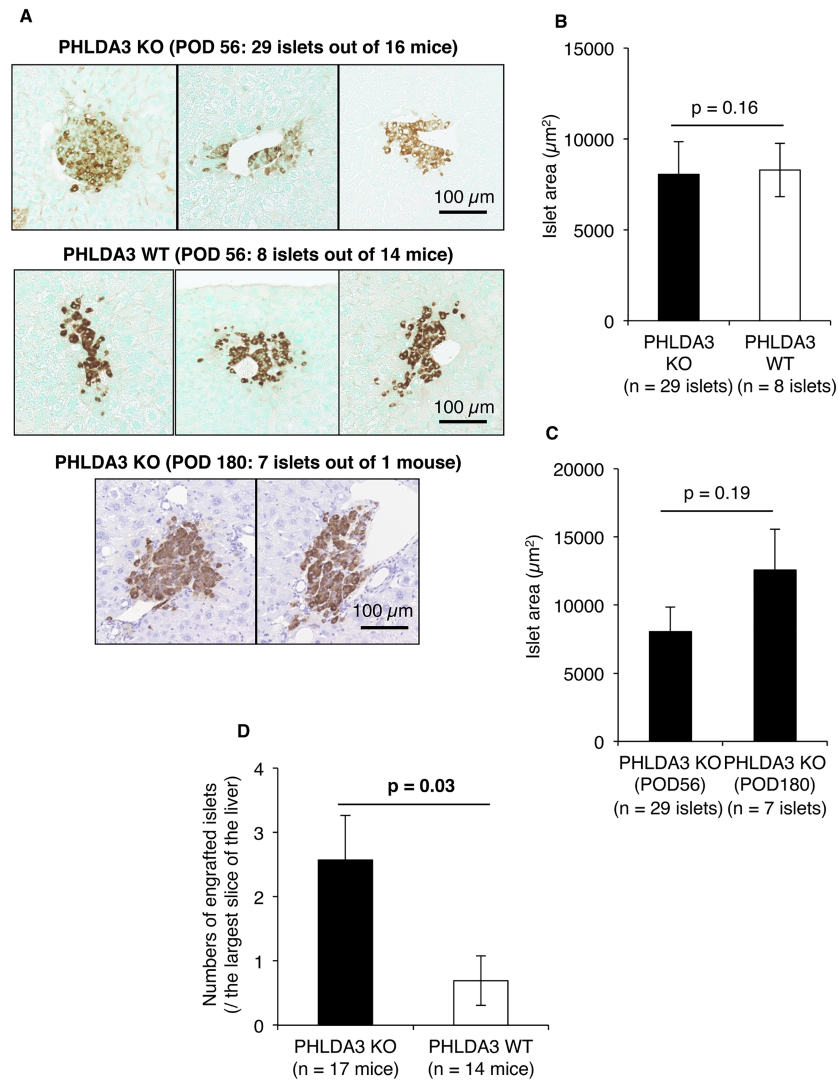 A
PHLDA3 KO (POD 56: 29 islets out of 16 mice)
100 µm
PHLDA3 WT (POD 56: 8 islets out of 14 mice)
100 µm
PHLDA3 KO (POD 180: 7 islets out of 1 mouse)
100 µm
B
Islet area (µm²)
15000
10000
5000
0
p = 0.16
PHLDA3 KO
(n = 29 islets)
PHLDA3 WT
(n = 8 islets)
C
Islet area (µm²)
20000
15000
10000
5000
0
p = 0.19
PHLDA3 KO
(POD56)
(n = 29 islets)
PHLDA3 KO
(POD180)
(n = 7 islets)
D
Numbers of engrafted islets
(/ the largest slice of the liver)
4
3
2
1
0
p = 0.03
PHLDA3 KO
(n = 17 mice)
PHLDA3 WT
(n = 14 mice)